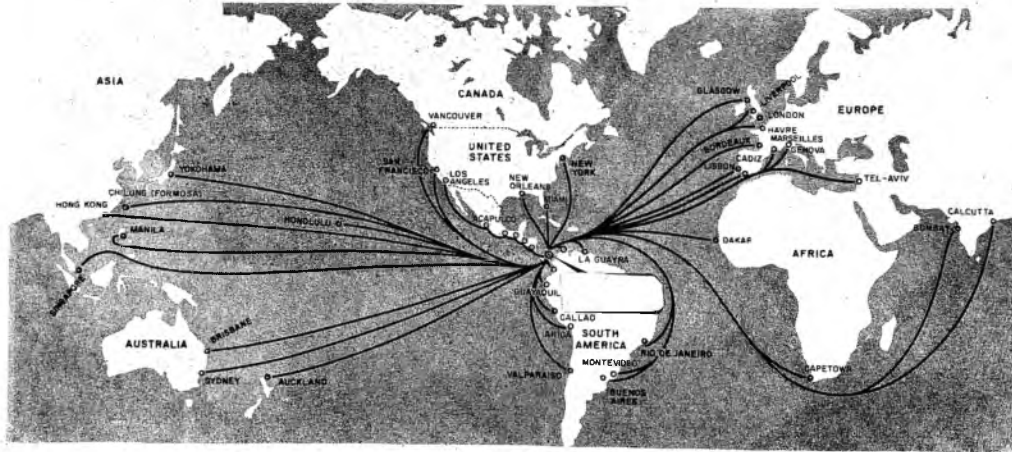 ASIA
CANADA
VANCOUVER
UNITED
STATES
SAN
FRANCISCO
LOS
ANGELES
NEW
ORLEANS
NEW
YORK
MIAMI
ACAPULCO
HONOLULU
YOKOHAMA
CHILUNG (FORMOSA)
HONG KONG
MANILA
AUSTRALIA
BRISBANE
SYDNEY
AUCKLAND
LA GUAYRA
GUAYAQUIL
CALLAO
ARICA
SOUTH
AMERICA
VALPARAISO
MONTEVIDEO
RIO DE JANEIRO
BUENOS
AIRES
GLASGOW
LIVERPOOL
LONDON
HAVRE
EUROPE
BORDEAUX
MARSEILLES
GENOVA
LISBON
CADIZ
TEL-AVIV
DAKAR
AFRICA
CAPETOWN
BOMBAY
CALCUTTA